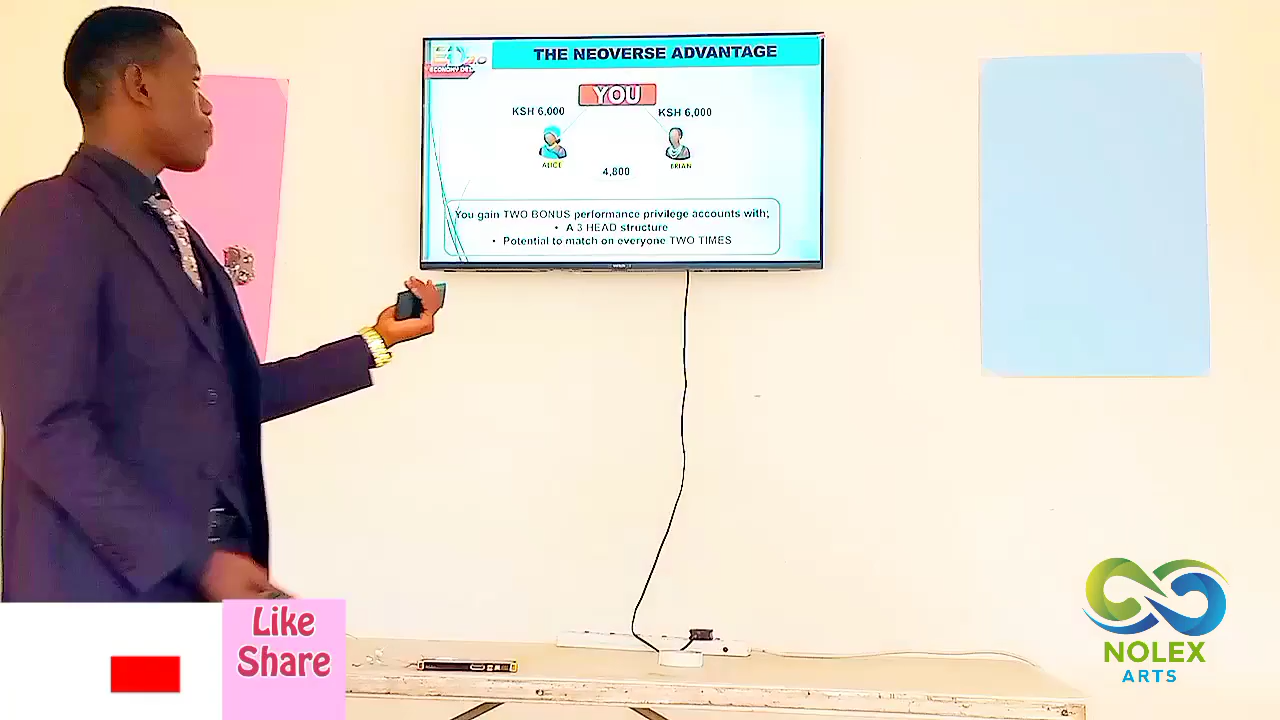 THE NEOVERSE ADVANTAGE
YOU
KSH 6,000
KSH 6,000
ALICE
BRIAN
4,800
You gain TWO BONUS performance privilege accounts with;
• A 3 HEAD structure
• Potential to match on everyone TWO TIMES
Like
Share
NOLEX
ARTS